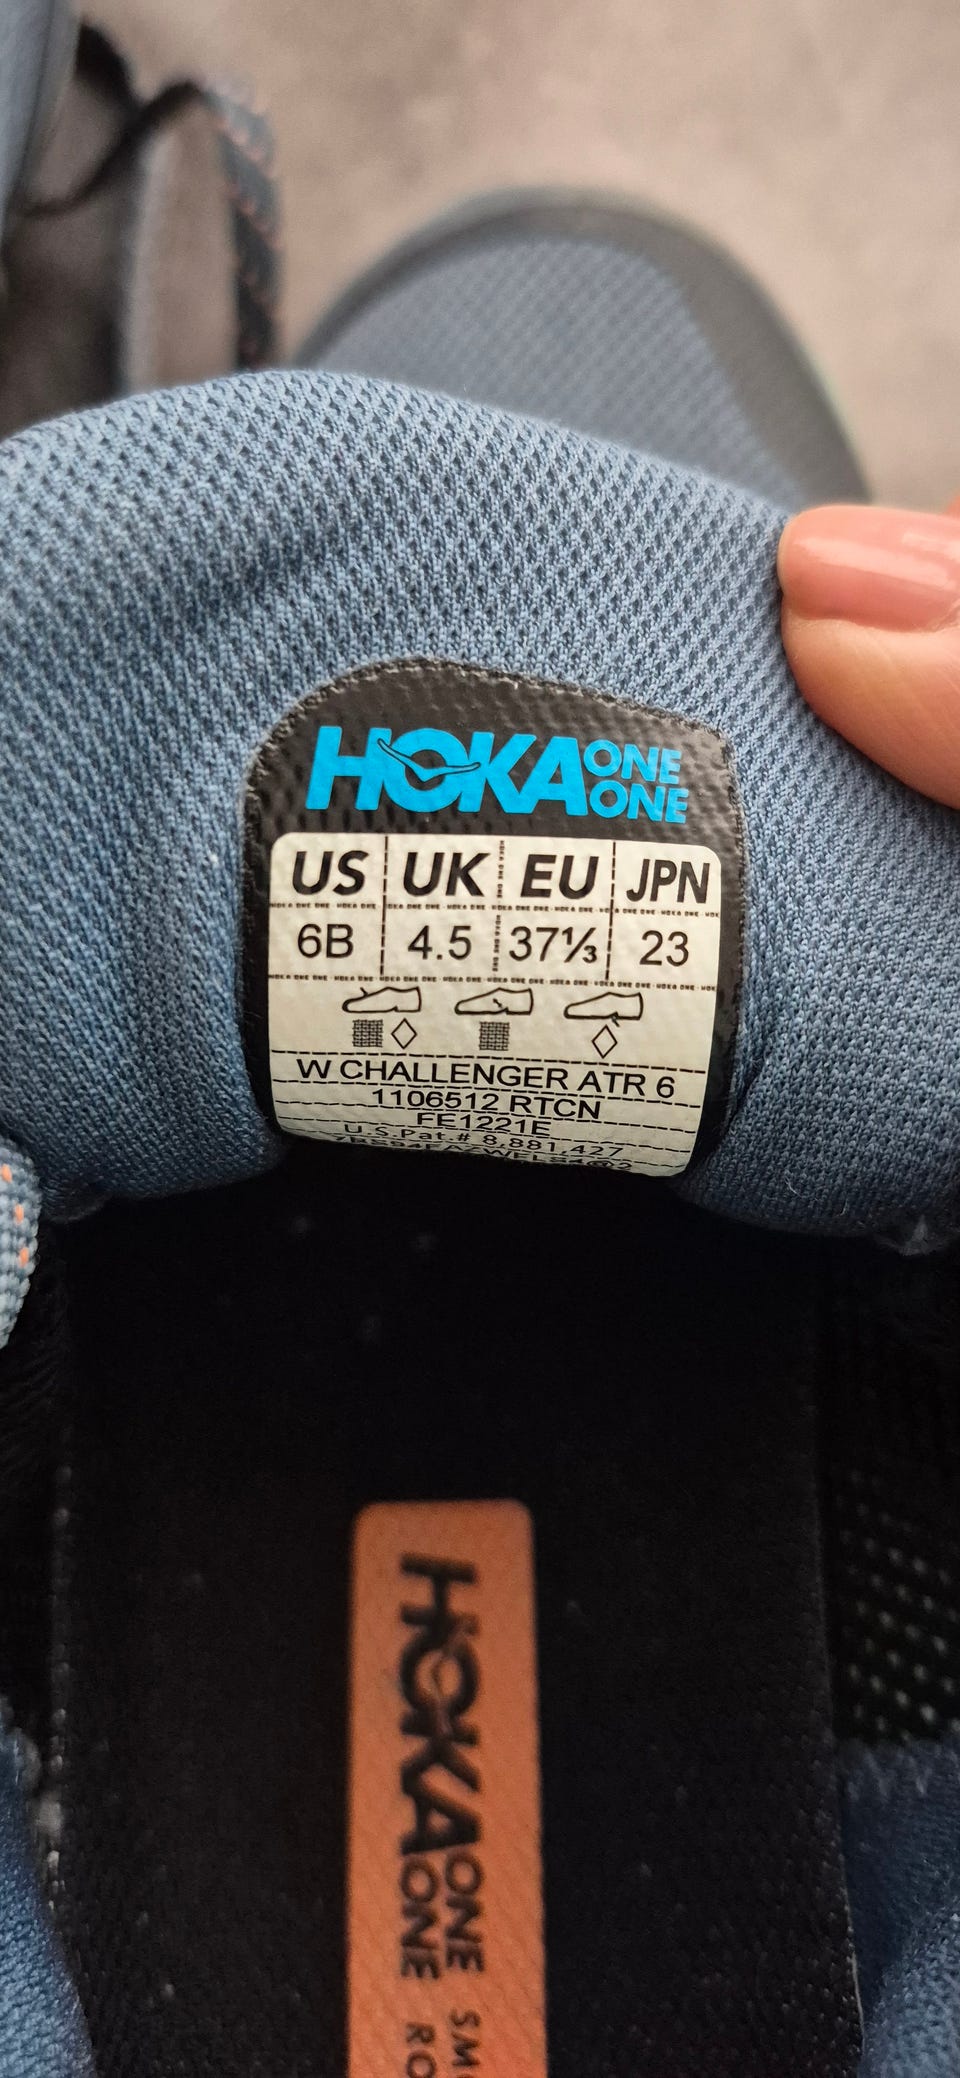 HOKA ONE ONE
US UK EU JPN
6B 4.5 37⅓ 23
W CHALLENGER ATR 6
1106512 RTCN
FE1221E
U.S.Pat.# 8,881,427
HOKA ONE ONE